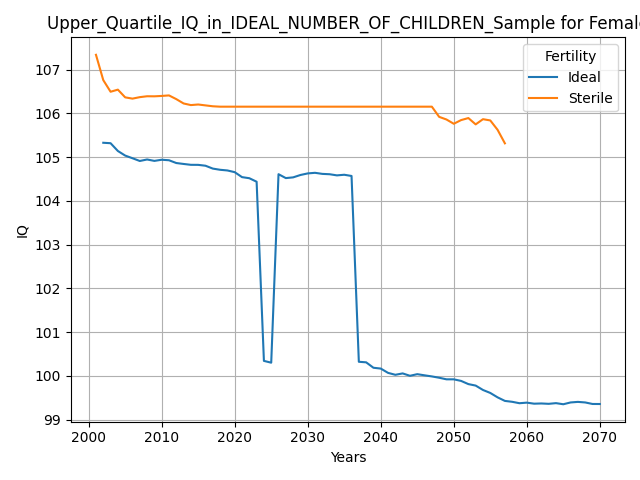 Upper_Quartile_IQ_in_IDEAL_NUMBER_OF_CHILDREN_Sample for Female
Fertility
Ideal
Sterile
107
106
105
104
103
102
101
100
99
IQ
2000 2010 2020 2030 2040 2050 2060 2070
Years